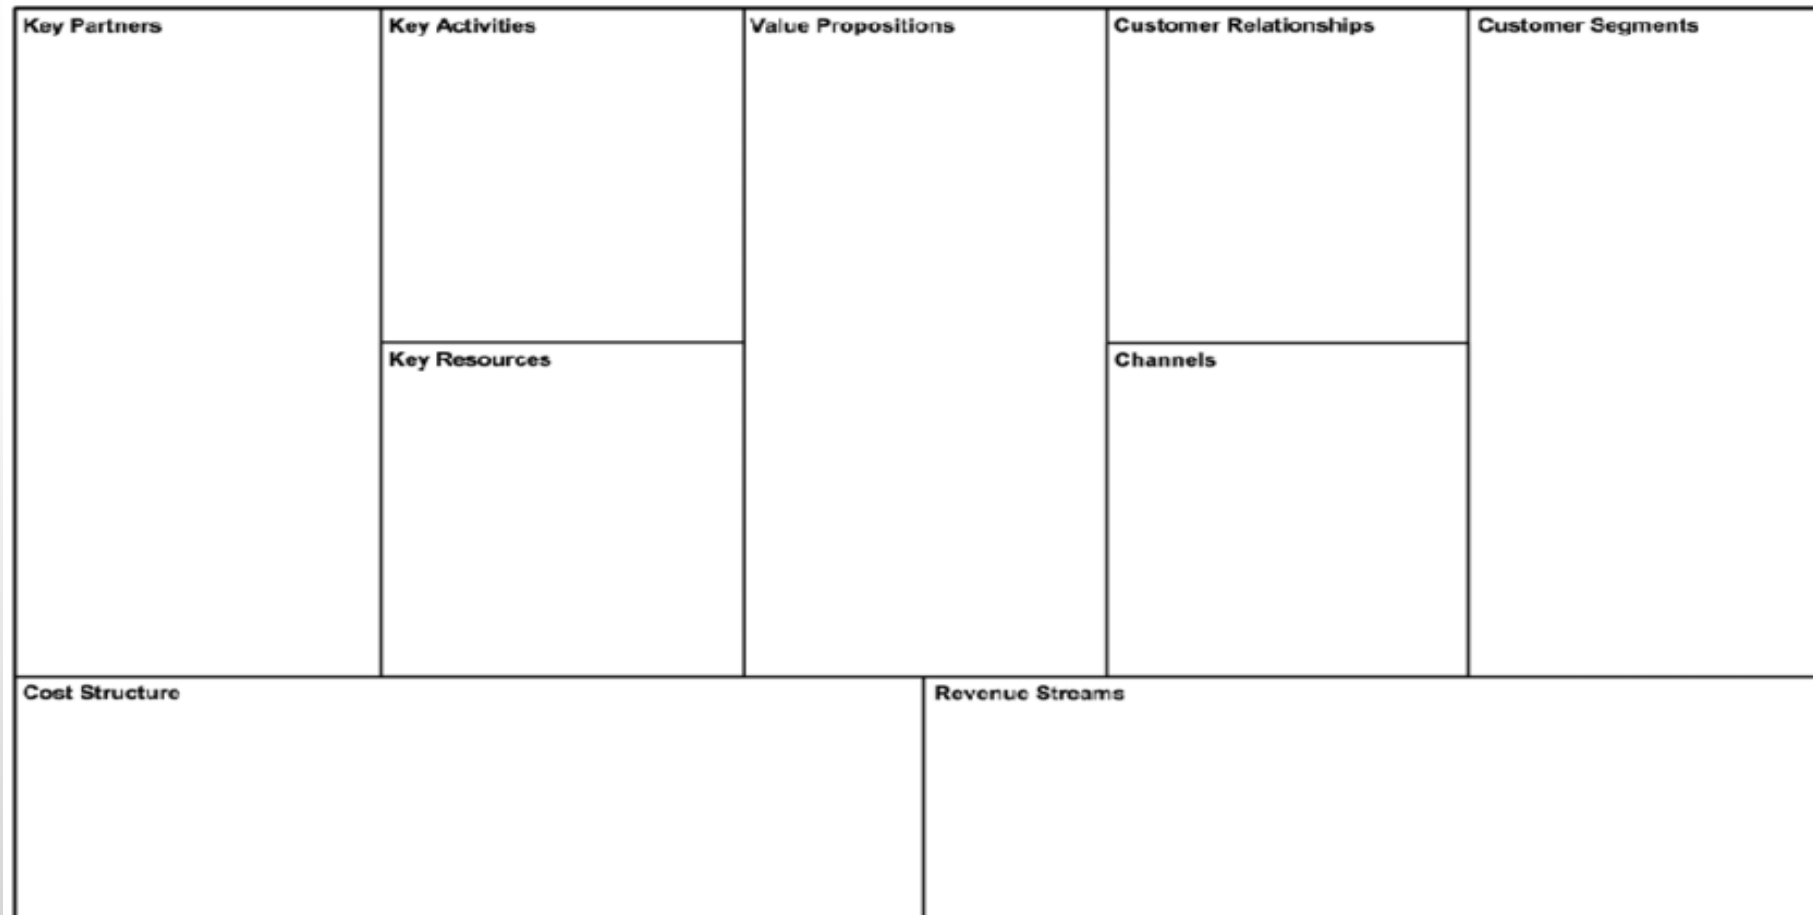 Key Partners
Key Activities
Value Propositions
Customer Relationships
Customer Segments
Key Resources
Channels
Cost Structure
Revenue Streams